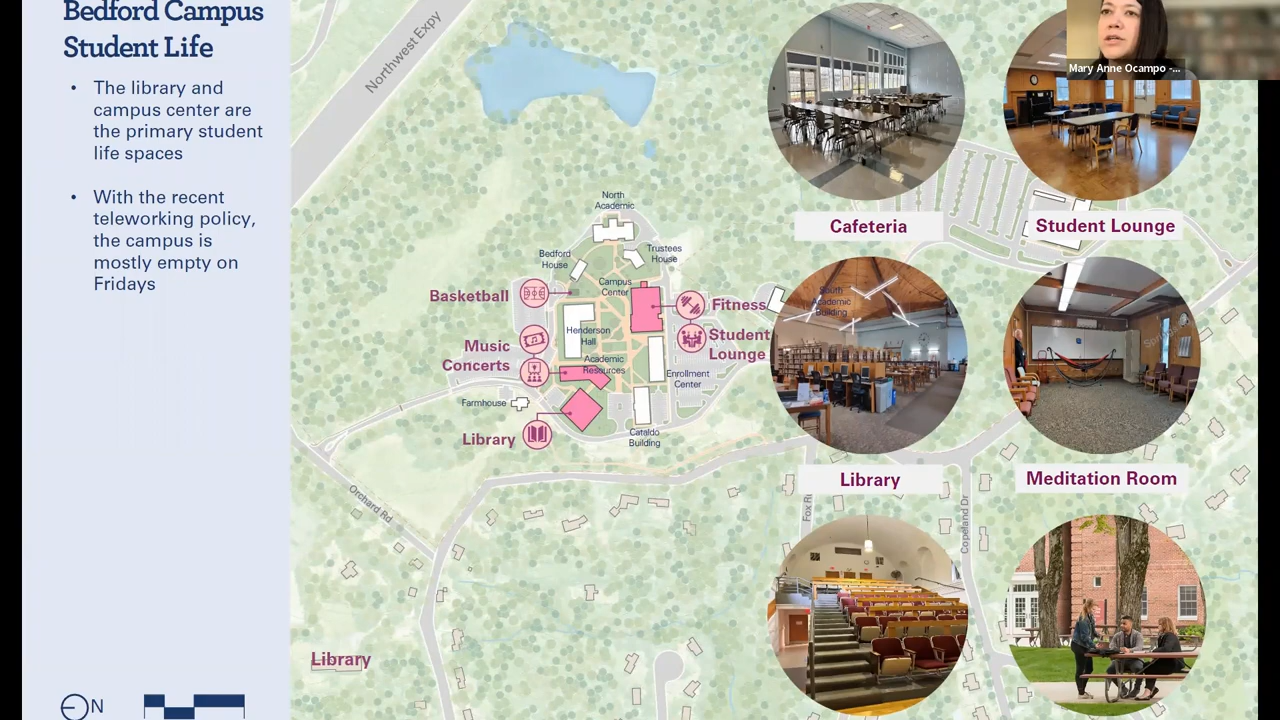 Bedford Campus
Student Life
• The library and
campus center are
the primary student
life spaces
• With the recent
teleworking policy,
the campus is
mostly empty on
Fridays
N
Northwest Expy
North
Academic
Bedford
House
Trustees
House
Campus
Center
Basketball
Fitness
Music
Concerts
Henderson
Hall
Student
Lounge
Academic
Resources
Enrollment
Center
Farmhouse
Library
Cataldo
Building
Orchard Rd
Library
South
Academic
Building
Fox R
Copeland Dr
Cafeteria
Student Lounge
Library
Meditation Room
Mary Anne Ocampo -...